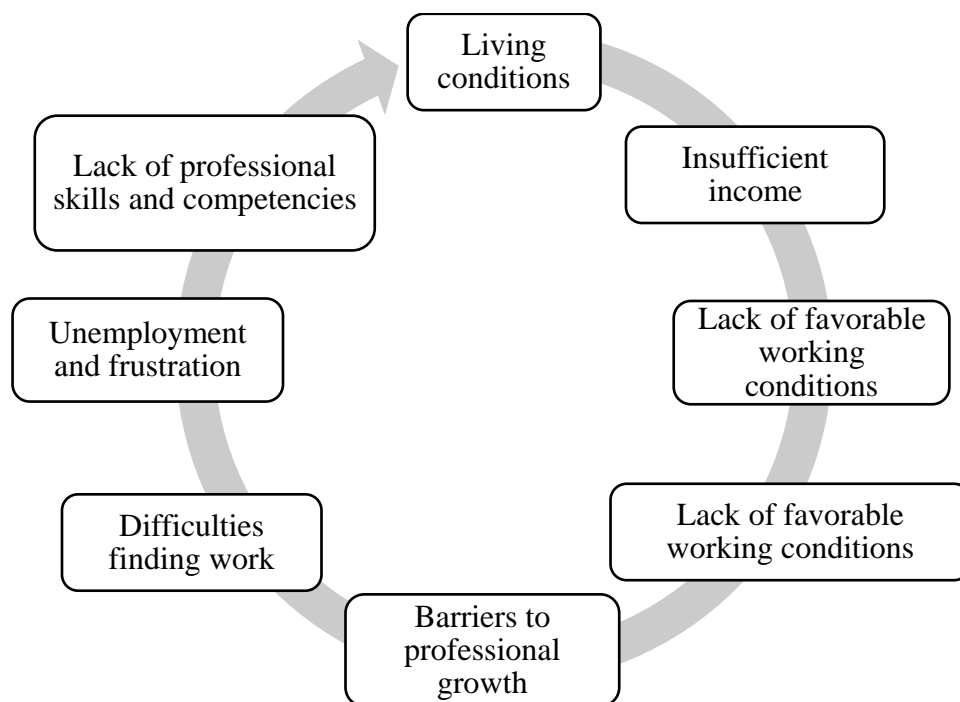 Living
conditions
Insufficient
income
Lack of favorable
working
conditions
Lack of favorable
working conditions
Barriers to
professional
growth
Difficulties
finding work
Unemployment
and frustration
Lack of professional
skills and competencies